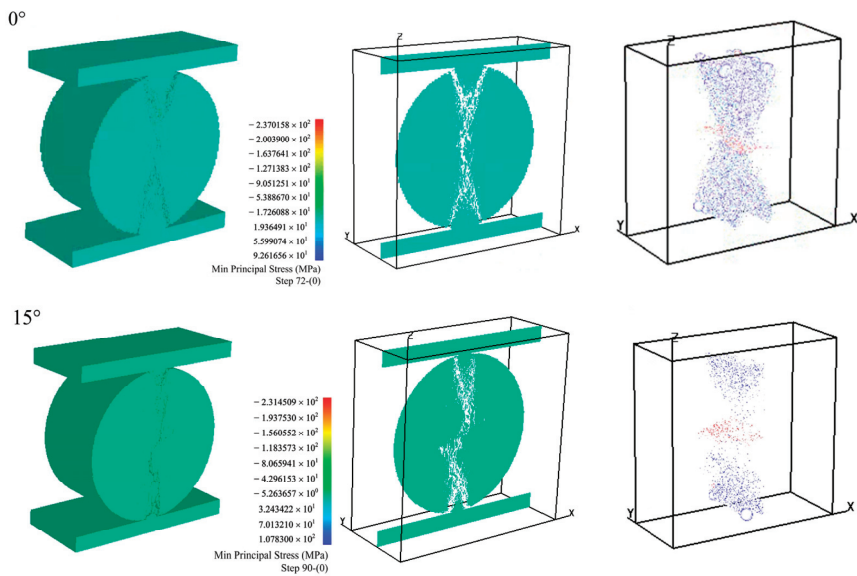 0°
Z
Y
X
− 2.370158 × 10²
− 2.003900 × 10²
− 1.637641 × 10²
− 1.271383 × 10²
− 9.051251 × 10¹
− 5.388670 × 10¹
− 1.726088 × 10¹
1.936491 × 10¹
5.599074 × 10¹
9.261656 × 10¹
Min Principal Stress (MPa)
Step 72-(0)
Z
Y
X
15°
Z
Y
X
− 2.314509 × 10²
− 1.937530 × 10²
− 1.560552 × 10²
− 1.183573 × 10²
− 8.065941 × 10¹
− 4.296153 × 10¹
− 5.263657 × 10⁰
3.243422 × 10¹
7.013210 × 10¹
1.078300 × 10²
Min Principal Stress (MPa)
Step 90-(0)
Z
Y
X